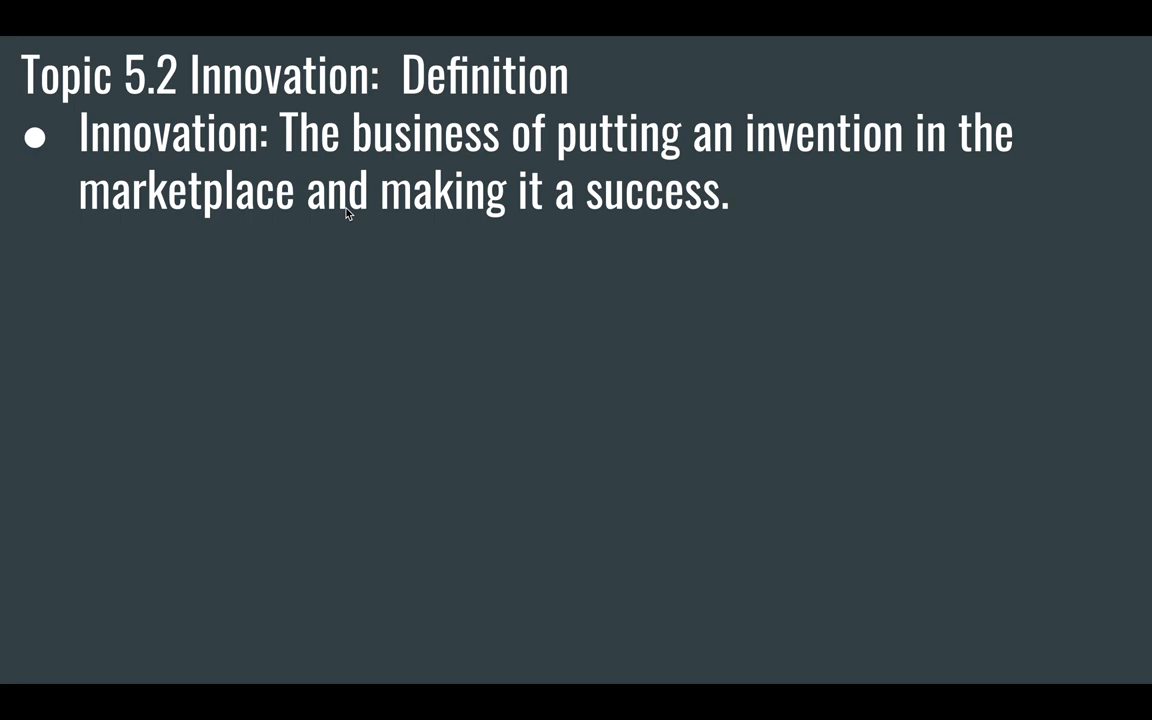 Topic 5.2 Innovation:  Definition
● Innovation: The business of putting an invention in the
marketplace and making it a success.